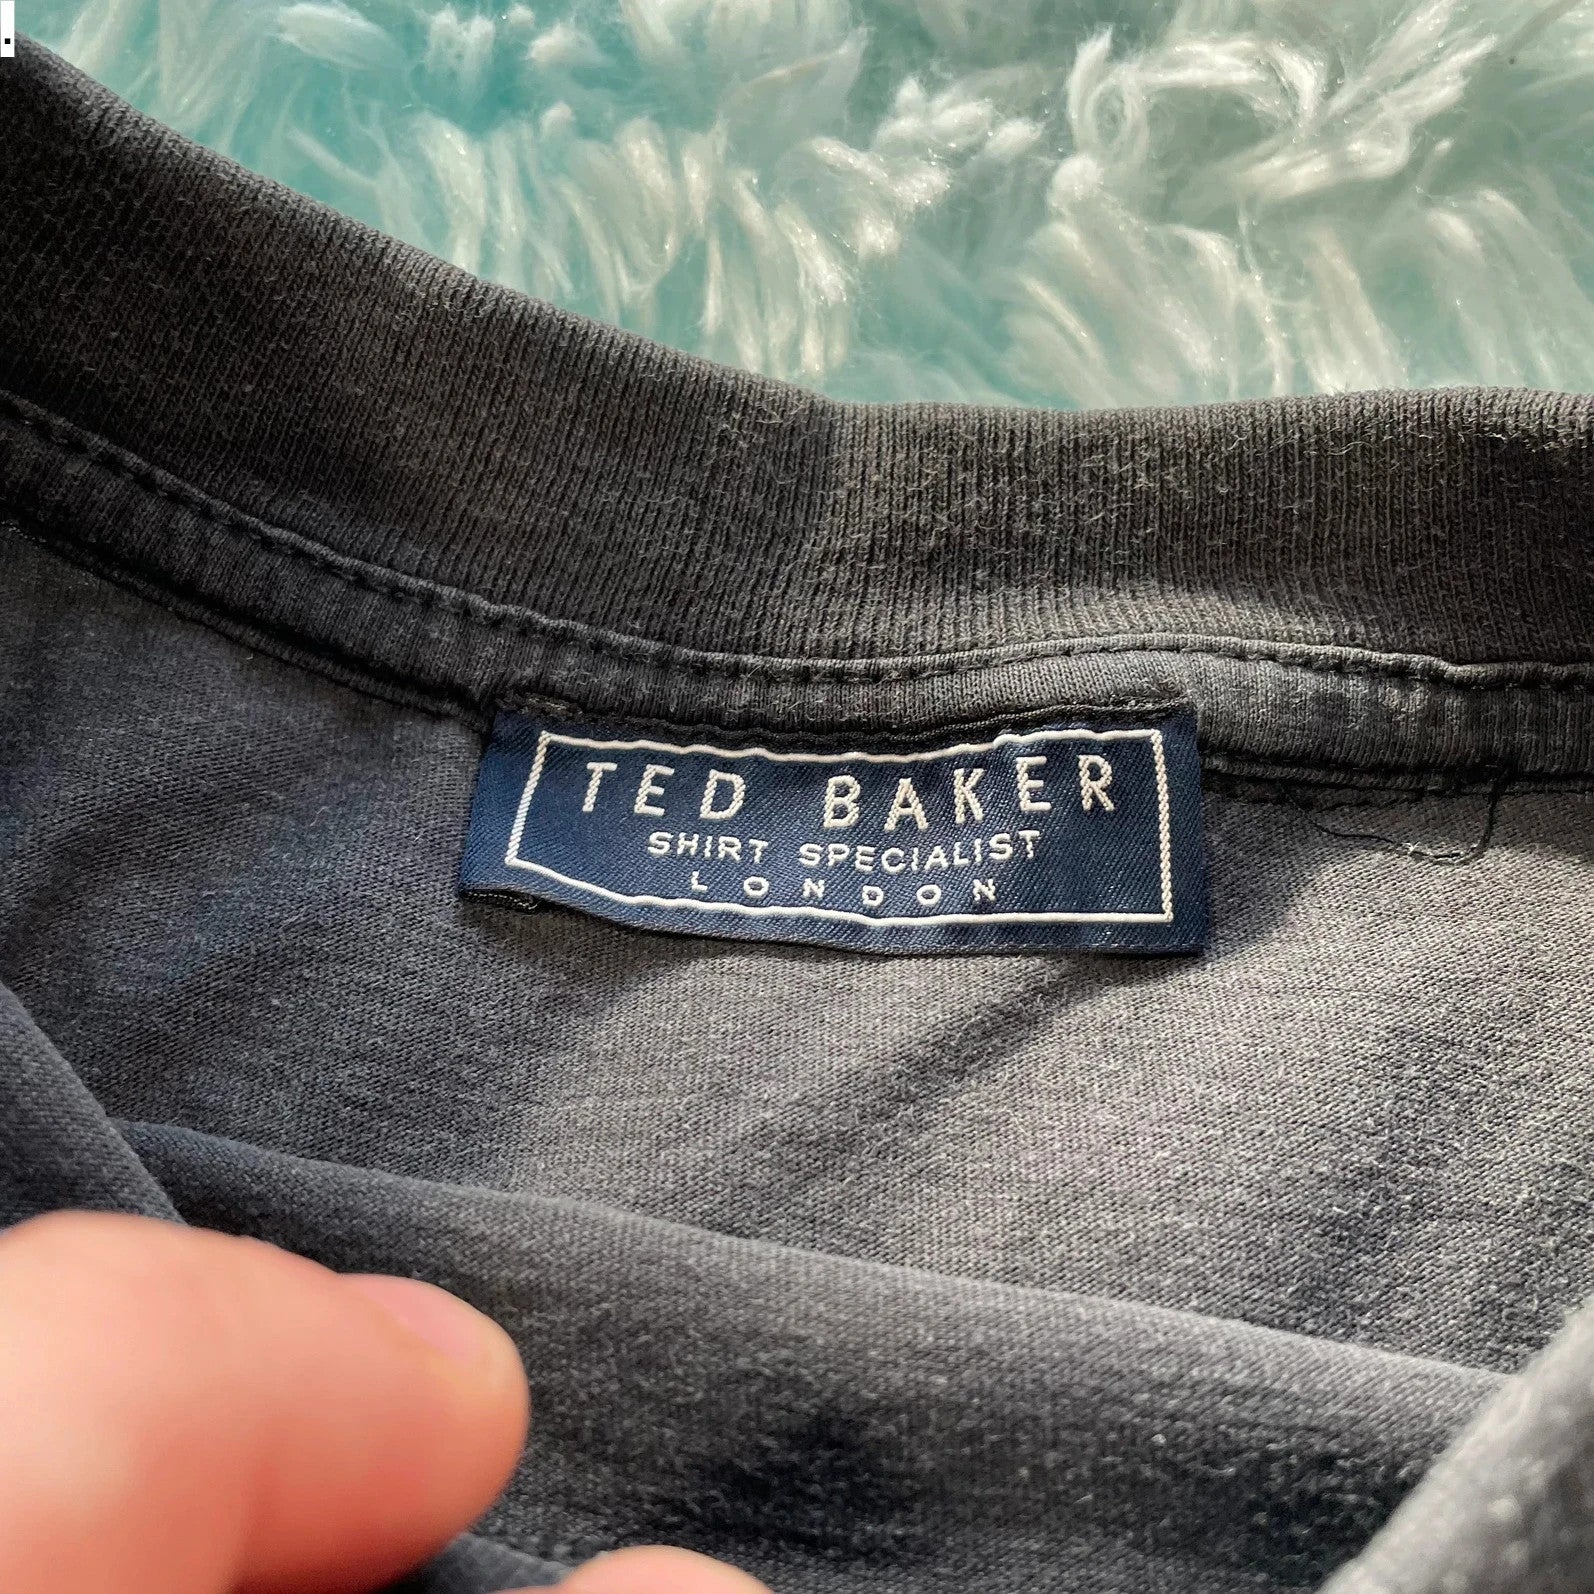 .
TED BAKER
SHIRT SPECIALIST
LONDON